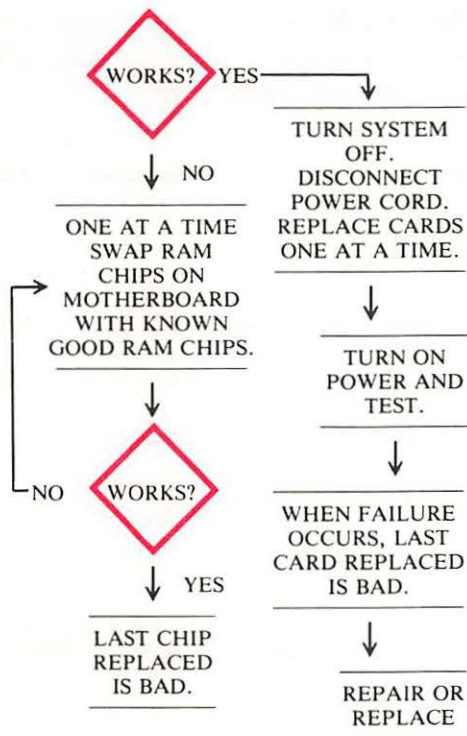 WORKS?
YES
NO
ONE AT A TIME
SWAP RAM
CHIPS ON
MOTHERBOARD
WITH KNOWN
GOOD RAM CHIPS.
NO
WORKS?
YES
LAST CHIP
REPLACED
IS BAD.
TURN SYSTEM
OFF.
DISCONNECT
POWER CORD.
REPLACE CARDS
ONE AT A TIME.
TURN ON
POWER AND
TEST.
WHEN FAILURE
OCCURS, LAST
CARD REPLACED
IS BAD.
REPAIR OR
REPLACE